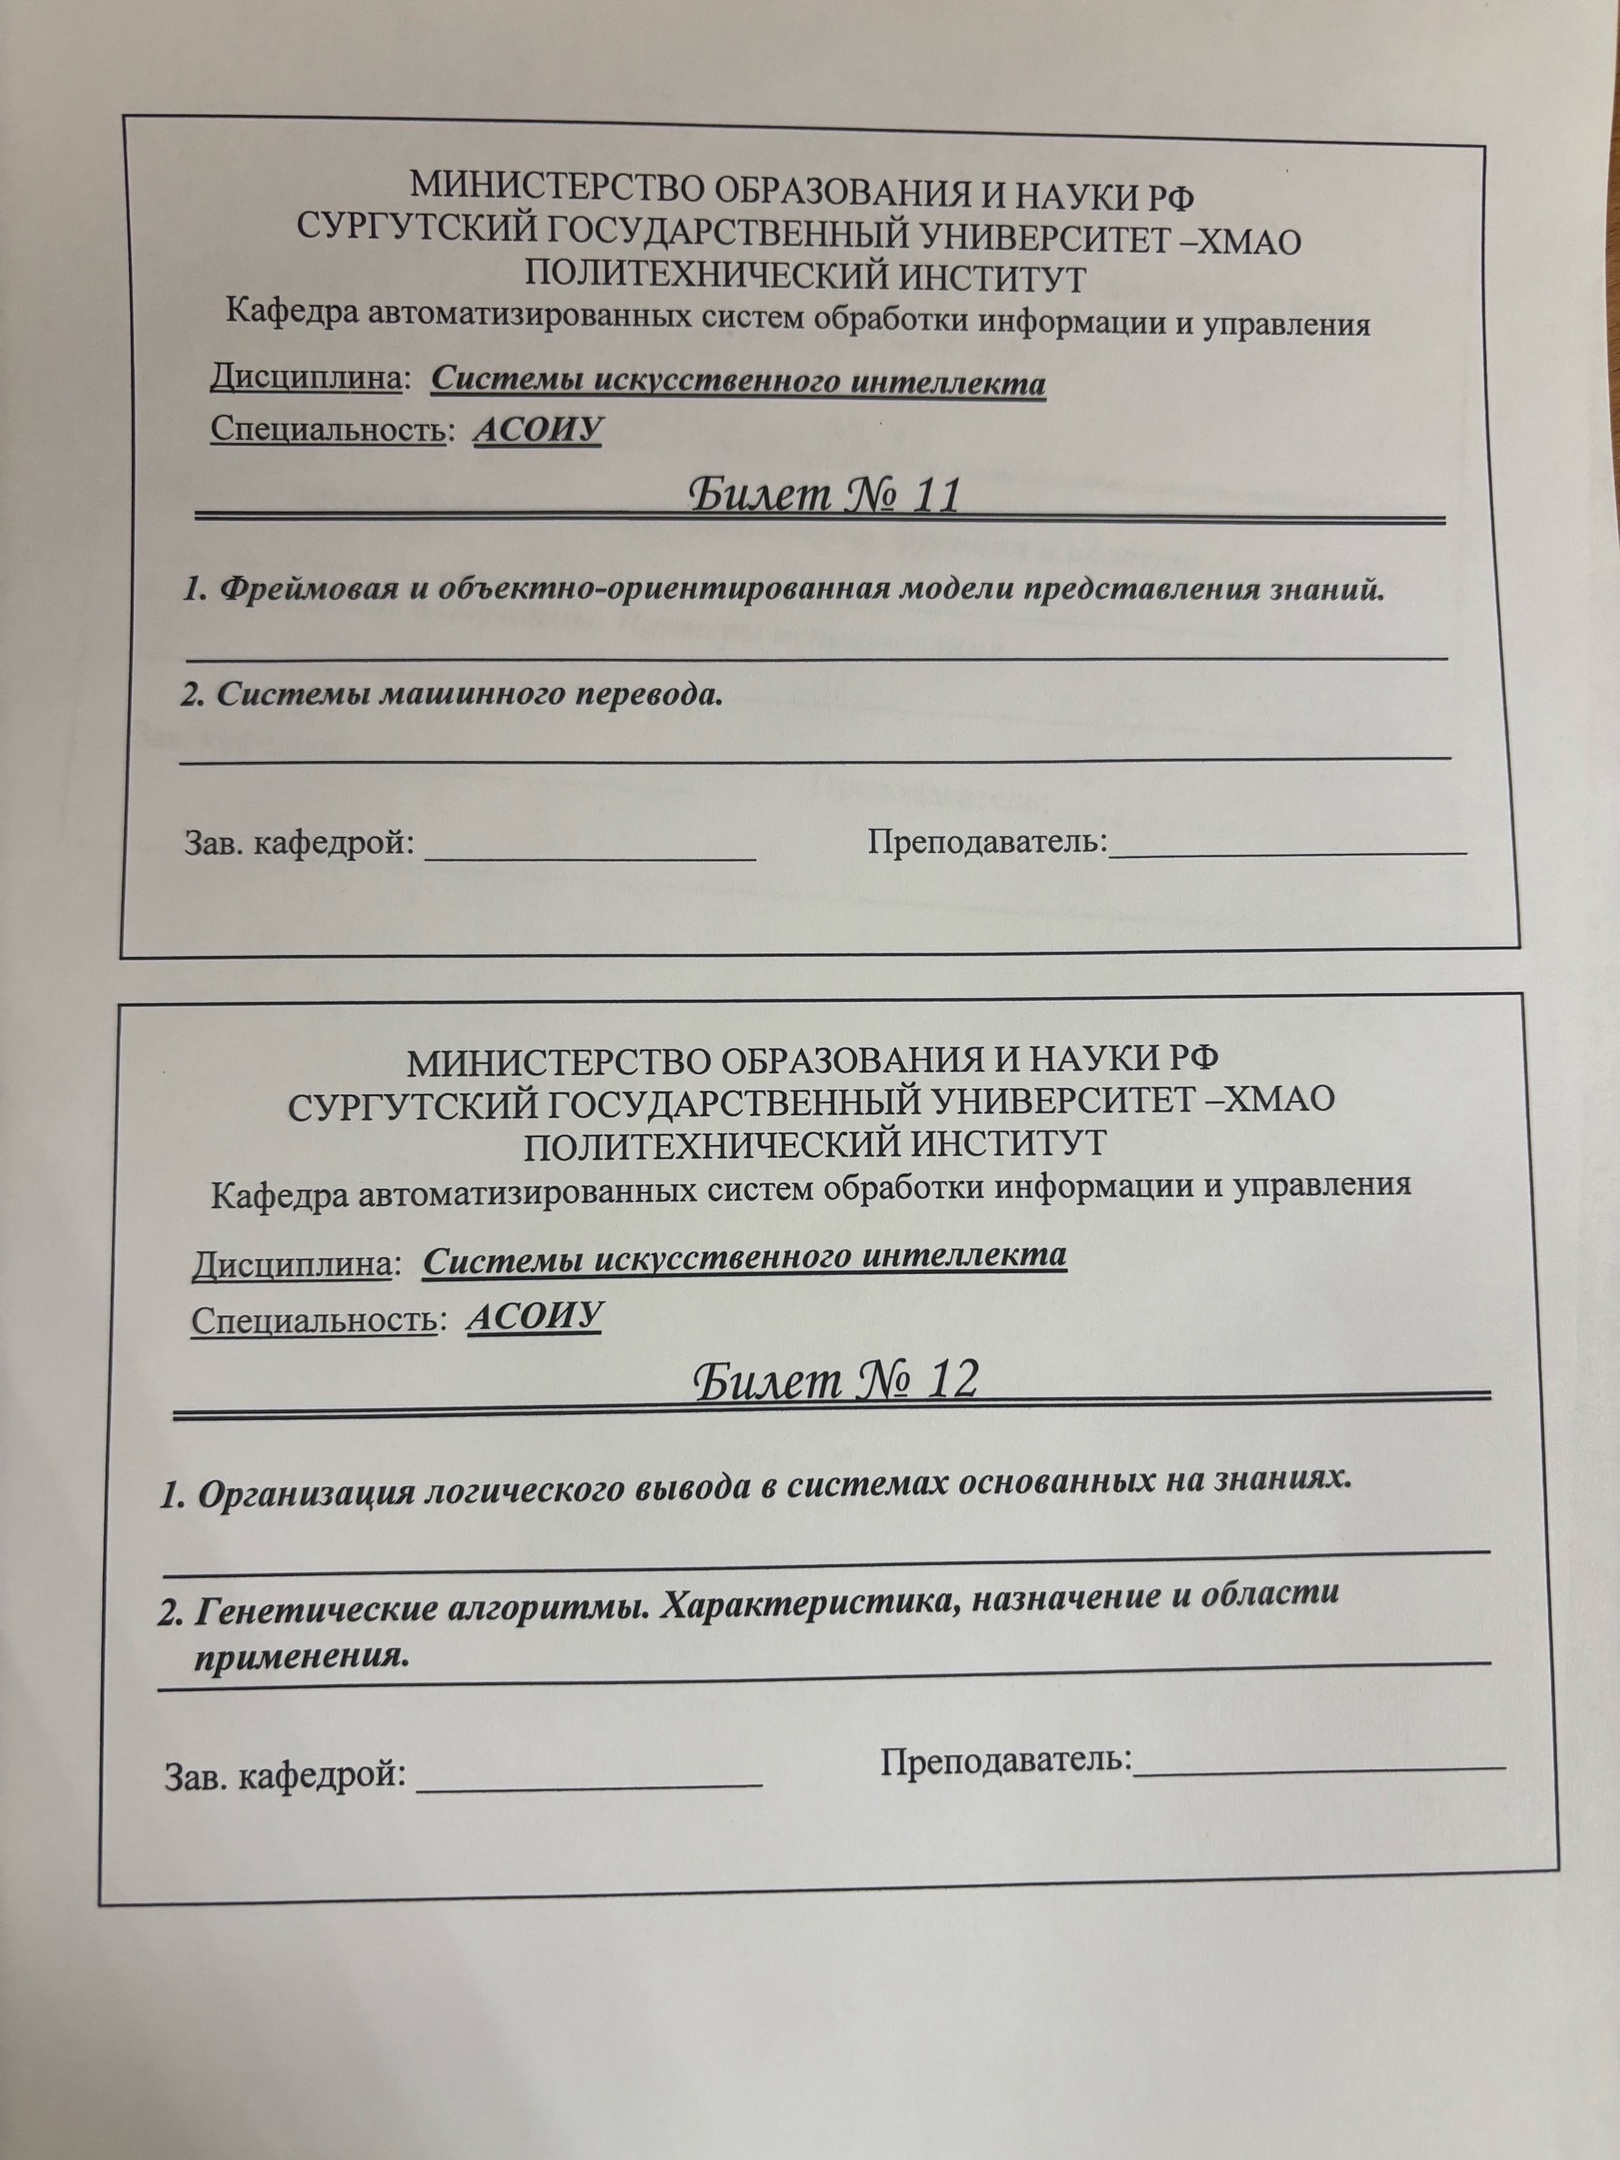 МИНИСТЕРСТВО ОБРАЗОВАНИЯ И НАУКИ РФ
СУРГУТСКИЙ ГОСУДАРСТВЕННЫЙ УНИВЕРСИТЕТ –ХМАО
ПОЛИТЕХНИЧЕСКИЙ ИНСТИТУТ
Кафедра автоматизированных систем обработки информации и управления
Дисциплина: Системы искусственного интеллекта
Специальность: АСОИУ
Билет № 11
1. Фреймовая и объектно-ориентированная модели представления знаний.
2. Системы машинного перевода.
Зав. кафедрой: Преподаватель:
МИНИСТЕРСТВО ОБРАЗОВАНИЯ И НАУКИ РФ
СУРГУТСКИЙ ГОСУДАРСТВЕННЫЙ УНИВЕРСИТЕТ –ХМАО
ПОЛИТЕХНИЧЕСКИЙ ИНСТИТУТ
Кафедра автоматизированных систем обработки информации и управления
Дисциплина: Системы искусственного интеллекта
Специальность: АСОИУ
Билет № 12
1. Организация логического вывода в системах основанных на знаниях.
2. Генетические алгоритмы. Характеристика, назначение и области
применения.
Зав. кафедрой: Преподаватель: